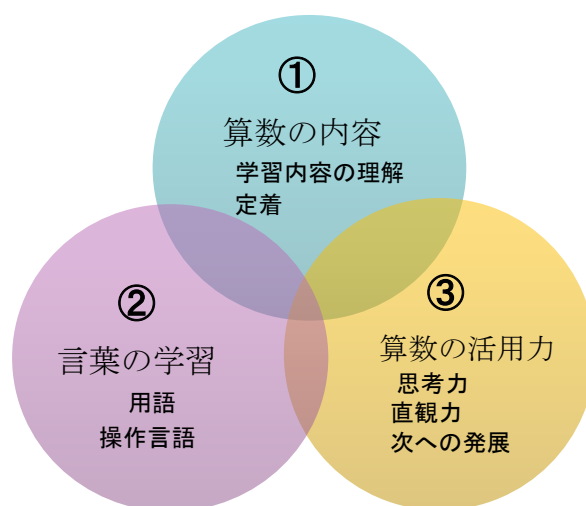 ①
算数の内容
学習内容の理解
定着
②
言葉の学習
用語
操作言語
③
算数の活用力
思考力
直観力
次への発展